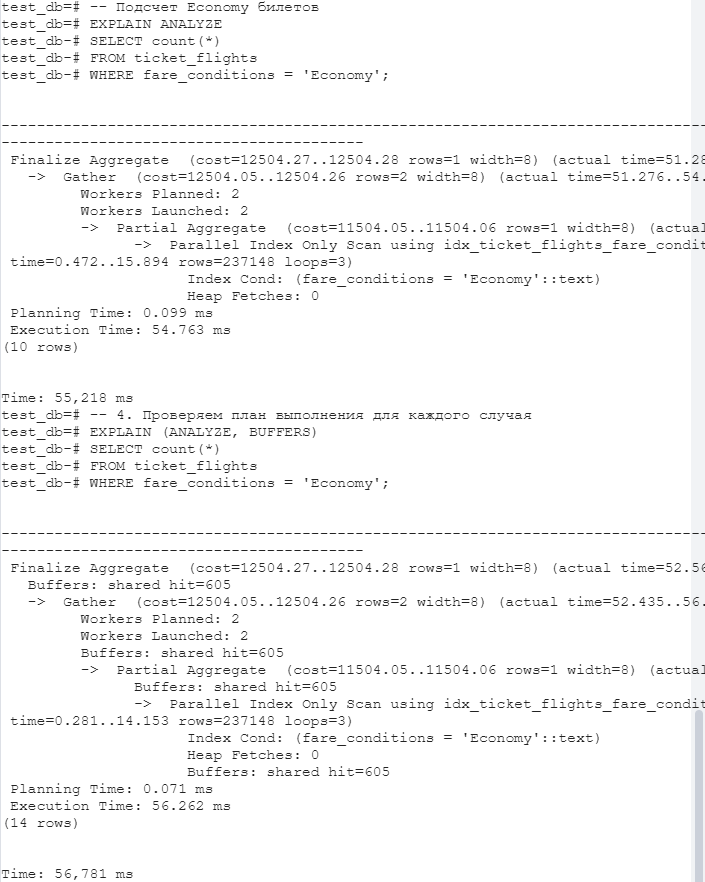 test_db=# -- Подсчет Economy билетов
test_db=# EXPLAIN ANALYZE
test_db-# SELECT count(*)
test_db-# FROM ticket_flights
test_db-# WHERE fare_conditions = 'Economy';
--------------------------------------------------------------------------------
-----------------------------------------
Finalize Aggregate  (cost=12504.27..12504.28 rows=1 width=8) (actual time=51.28
->  Gather  (cost=12504.05..12504.26 rows=2 width=8) (actual time=51.276..54.
Workers Planned: 2
Workers Launched: 2
->  Partial Aggregate  (cost=11504.05..11504.06 rows=1 width=8) (actual
->  Parallel Index Only Scan using idx_ticket_flights_fare_condit
time=0.472..15.894 rows=237148 loops=3)
Index Cond: (fare_conditions = 'Economy'::text)
Heap Fetches: 0
Planning Time: 0.099 ms
Execution Time: 54.763 ms
(10 rows)
Time: 55,218 ms
test_db=# -- 4. Проверяем план выполнения для каждого случая
test_db=# EXPLAIN (ANALYZE, BUFFERS)
test_db-# SELECT count(*)
test_db-# FROM ticket_flights
test_db-# WHERE fare_conditions = 'Economy';
--------------------------------------------------------------------------------
-----------------------------------------
Finalize Aggregate  (cost=12504.27..12504.28 rows=1 width=8) (actual time=52.56
Buffers: shared hit=605
->  Gather  (cost=12504.05..12504.26 rows=2 width=8) (actual time=52.435..56.
Workers Planned: 2
Workers Launched: 2
Buffers: shared hit=605
->  Partial Aggregate  (cost=11504.05..11504.06 rows=1 width=8) (actual
Buffers: shared hit=605
->  Parallel Index Only Scan using idx_ticket_flights_fare_condit
time=0.281..14.153 rows=237148 loops=3)
Index Cond: (fare_conditions = 'Economy'::text)
Heap Fetches: 0
Buffers: shared hit=605
Planning Time: 0.071 ms
Execution Time: 56.262 ms
(14 rows)
Time: 56,781 ms